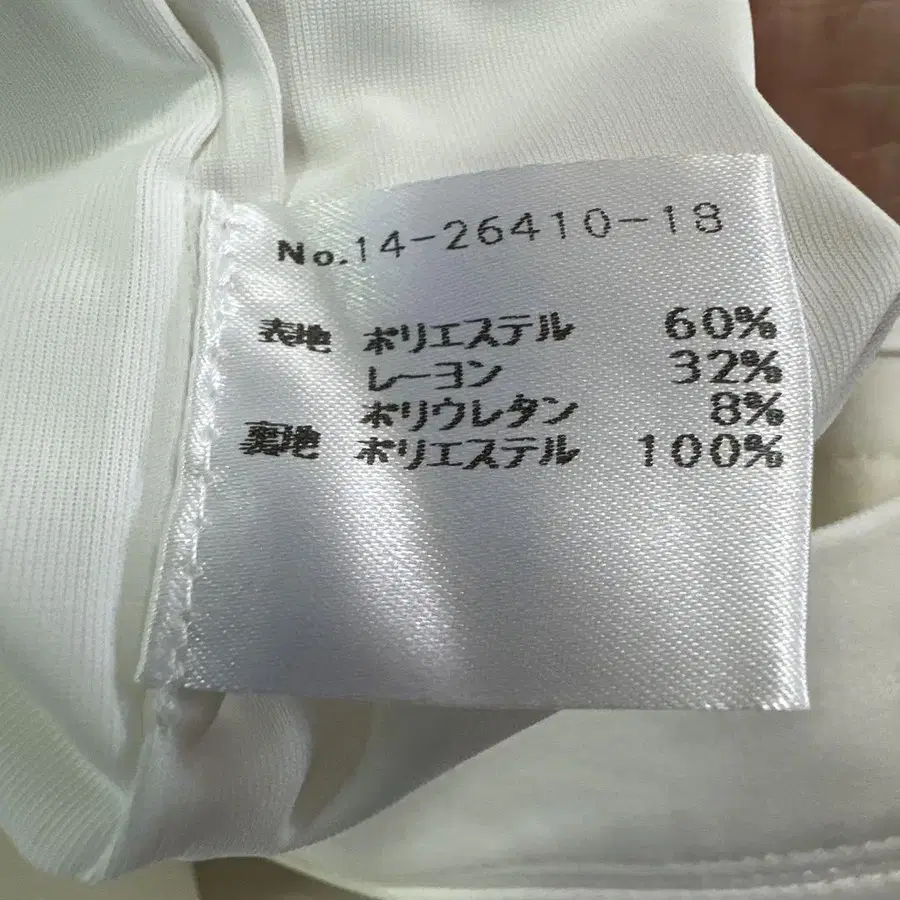 No.14-26410-18
表地 ポリエステル 60%
レーヨン 32%
ポリウレタン 8%
裏地 ポリエステル 100%